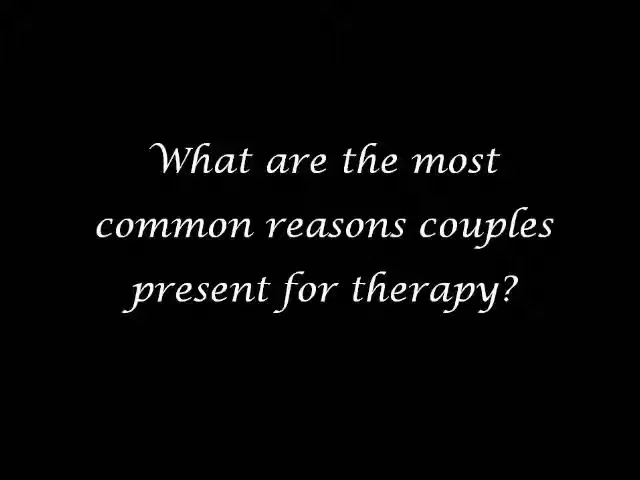 What are the most
common reasons couples
present for therapy?